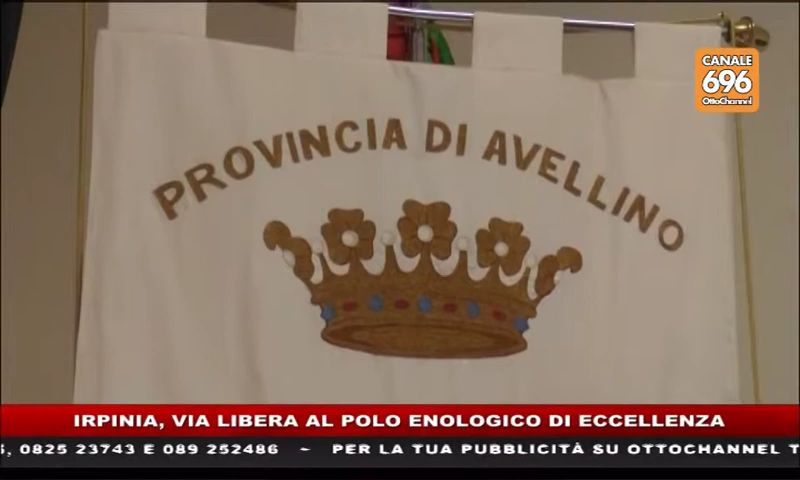 CANALE
696
OttoChannel
PROVINCIA DI AVELLINO
IRPINIA, VIA LIBERA AL POLO ENOLOGICO DI ECCELLENZA
0825 23743 E 089 252486 ~ PER LA TUA PUBBLICITÀ SU OTTOCHANNEL